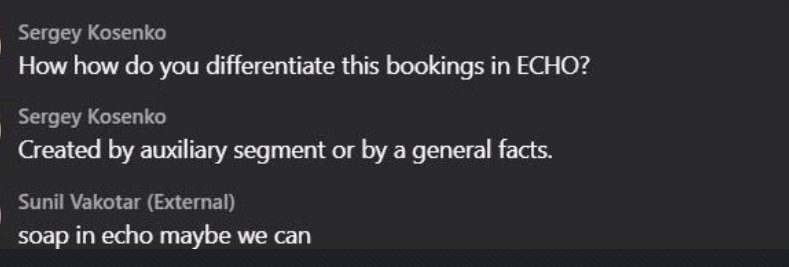 Sergey Kosenko
How how do you differentiate this bookings in ECHO?
Sergey Kosenko
Created by auxiliary segment or by a general facts.
Sunil Vakotar (External)
soap in echo maybe we can